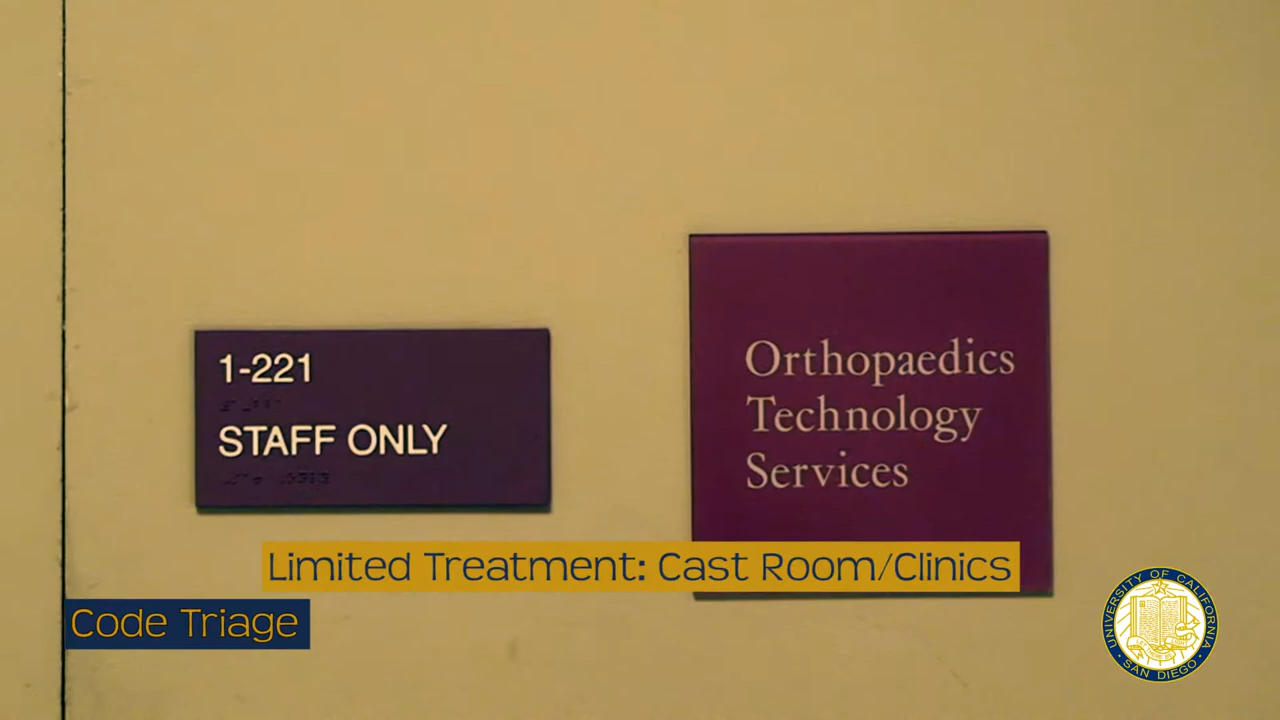 1-221
STAFF ONLY
Orthopaedics
Technology
Services
Limited Treatment: Cast Room/Clinics
Code Triage
UNIVERSITY OF CALIFORNIA
SAN DIEGO